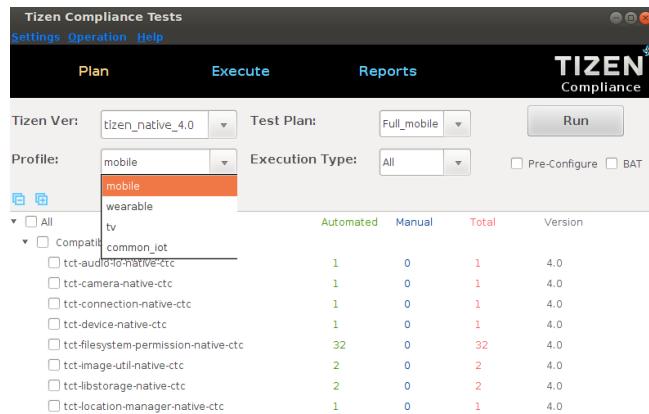 Tizen Compliance Tests
Settings Operation Help
Plan Execute Reports
TIZEN
Compliance
Tizen Ver: tizen_native_4.0 Test Plan: Full_mobile Run
Profile: mobile Execution Type: All Pre-Configure BAT
mobile
wearable
tv
common_iot
All Automated Manual Total Version
tct-audio-io-native-ctc 1 0 1 4.0
tct-camera-native-ctc 1 0 1 4.0
tct-connection-native-ctc 1 0 1 4.0
tct-device-native-ctc 1 0 1 4.0
tct-filesystem-permission-native-ctc 32 0 32 4.0
tct-image-util-native-ctc 2 0 2 4.0
tct-libstorage-native-ctc 2 0 2 4.0
tct-location-manager-native-ctc 1 0 1 4.0